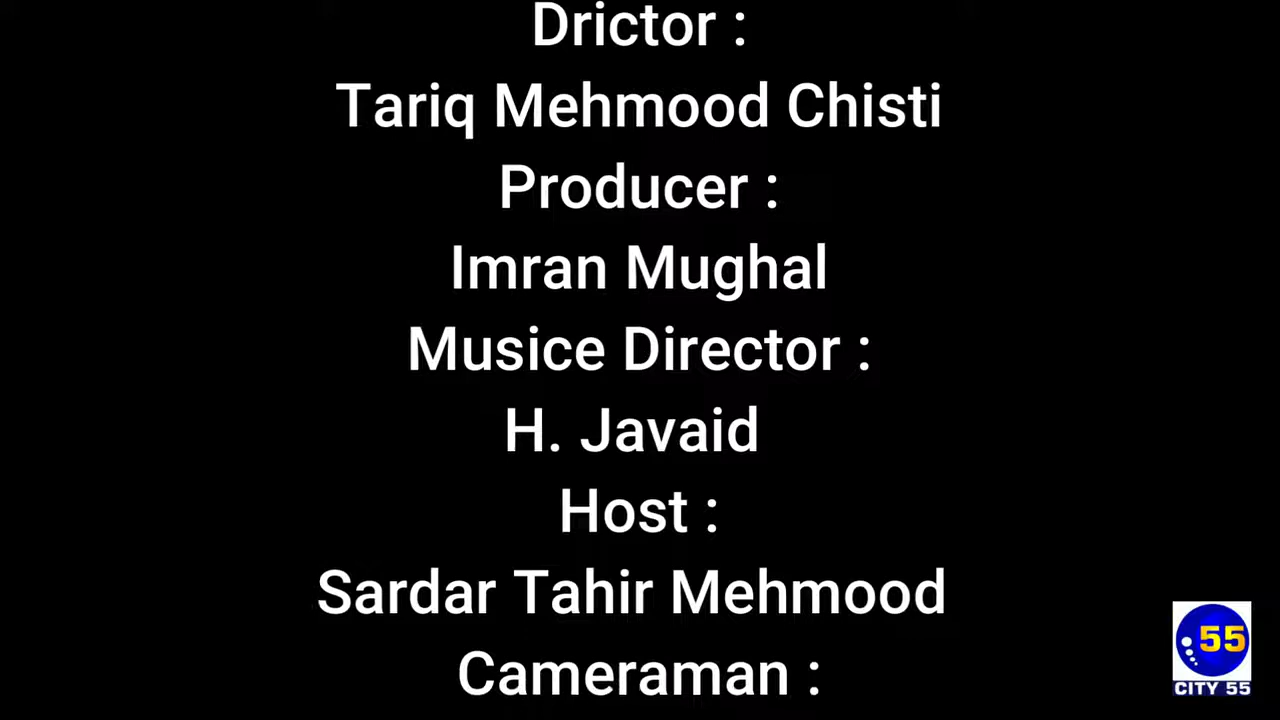 Drictor :
Tariq Mehmood Chisti
Producer :
Imran Mughal
Musice Director :
H. Javaid
Host :
Sardar Tahir Mehmood
Cameraman :
55
CITY 55